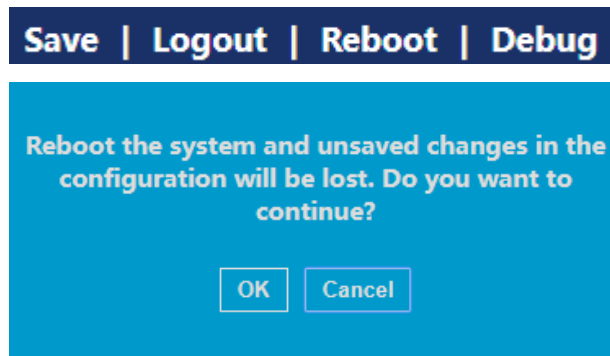 Save | Logout | Reboot | Debug
Reboot the system and unsaved changes in the
configuration will be lost. Do you want to
continue?
OK Cancel